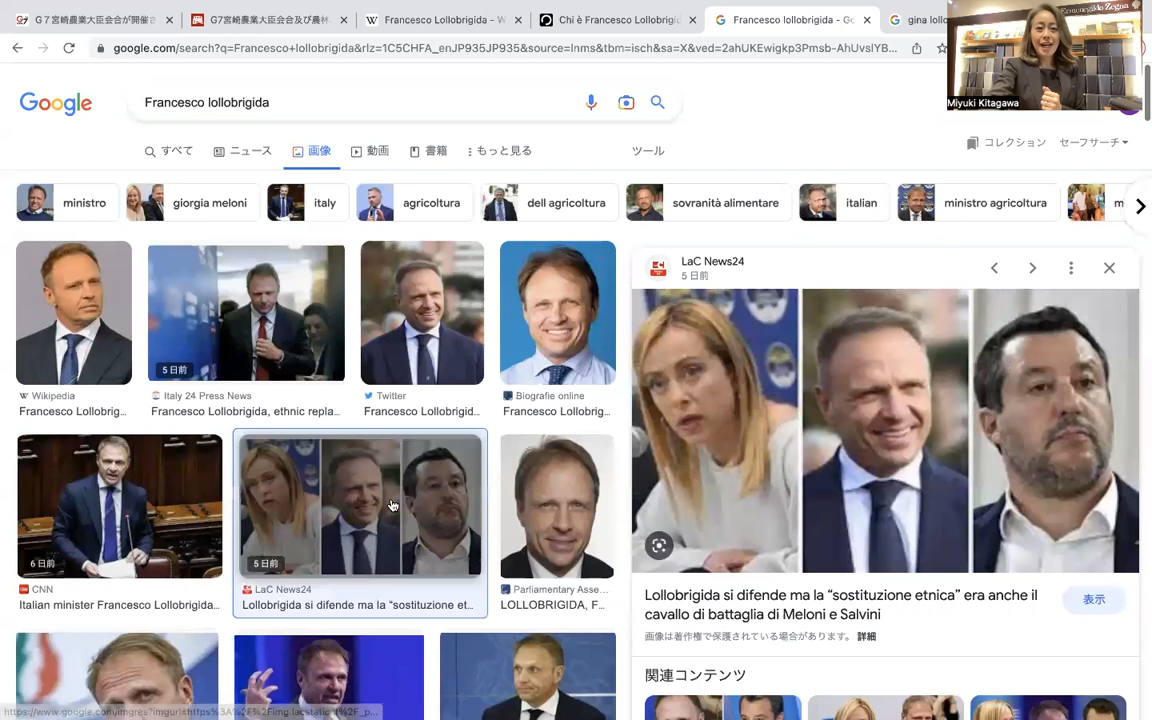 G７宮崎農業大臣会合が開催さ
G7宮崎農業大臣会合及び農林
Francesco Lollobrigida - W
Chi è Francesco Lollobrigid
Francesco lollobrigida - Go
gina lollo
Ermenegildo Zegna
google.com/search?q=Francesco+lollobrigida&rlz=1C5CHFA_enJP935JP935&source=lnms&tbm=isch&sa=X&ved=2ahUKEwigkp3Pmsb-AhUvslYB...
Miyuki Kitagawa
Google
Francesco lollobrigida
すべて
ニュース
画像
動画
書籍
もっと見る
ツール
コレクション
セーフサーチ
ministro
giorgia meloni
italy
agricoltura
dell agricoltura
sovranità alimentare
italian
ministro agricoltura
m
LaC News24
5 日前
5 日前
Wikipedia
Francesco Lollobrig...
Italy 24 Press News
Francesco Lollobrigida, ethnic repla...
Twitter
Francesco Lollobrigid...
Biografie online
Francesco Lollobrig...
6 日前
CNN
Italian minister Francesco Lollobrigida...
5 日前
LaC News24
Lollobrigida si difende ma la “sostituzione et...
Parliamentary Asse...
LOLLOBRIGIDA, F...
Lollobrigida si difende ma la “sostituzione etnica” era anche il
cavallo di battaglia di Meloni e Salvini
表示
画像は著作権で保護されている場合があります。 詳細
関連コンテンツ